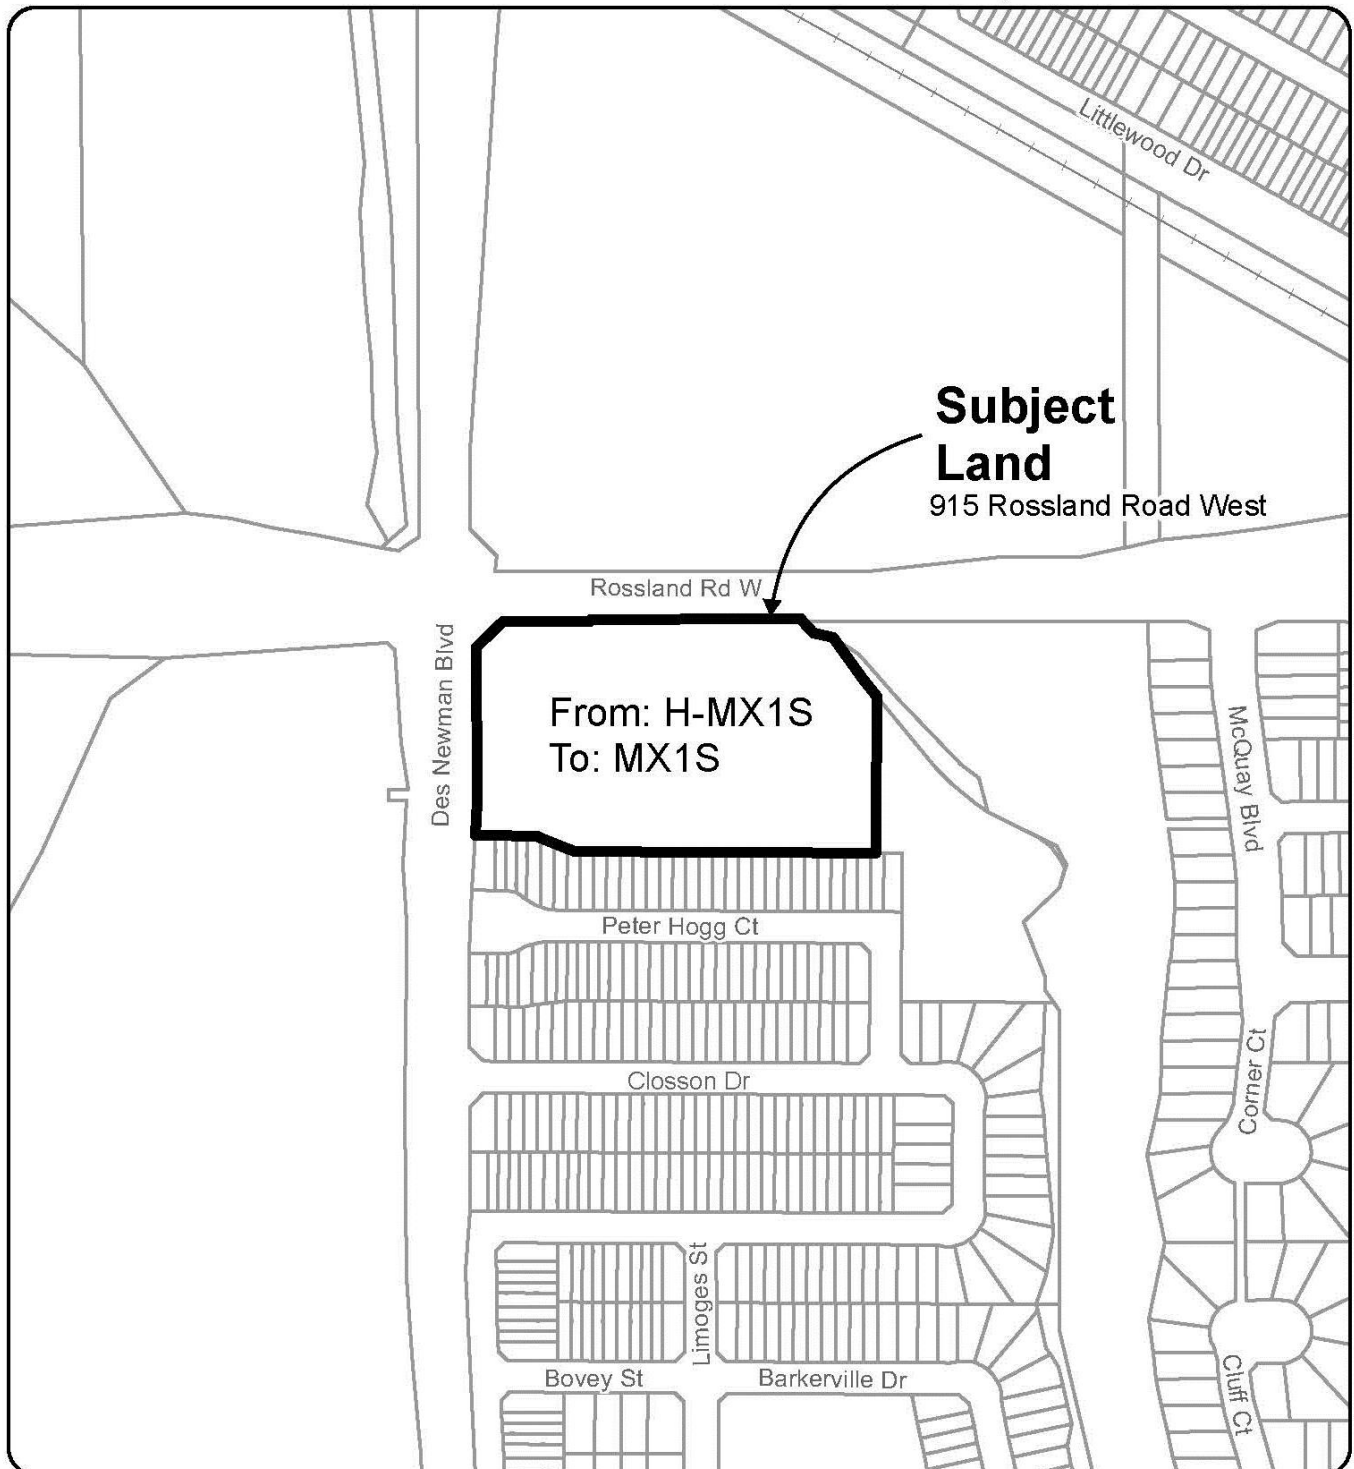 Littlewood Dr
Subject
Land
915 Rossland Road West
Rossland Rd W
Des Newman Blvd
From: H-MX1S
To: MX1S
McQuay Blvd
Peter Hogg Ct
Closson Dr
Corner Ct
Limoges St
Bovey St
Barkerville Dr
Cluff Ct